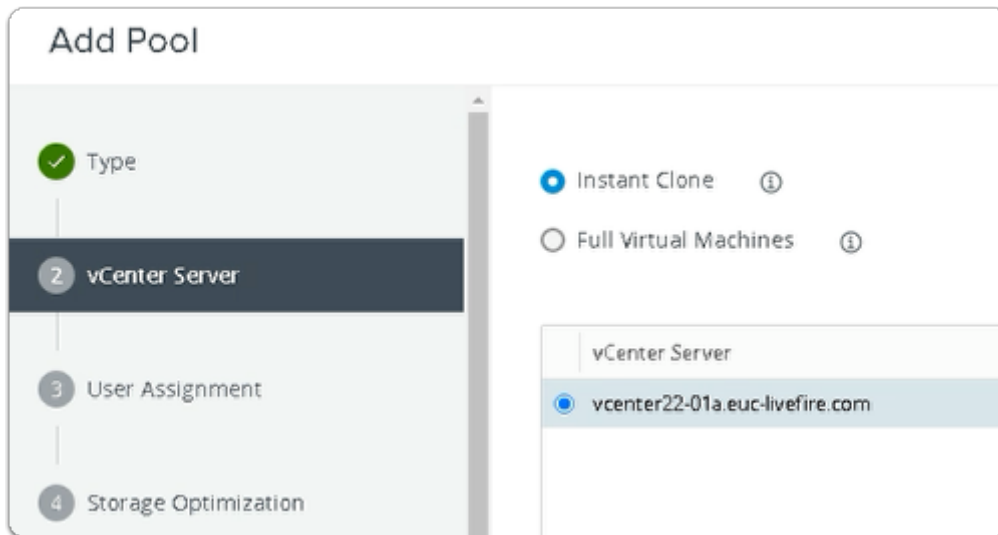 Add Pool
Type
2 vCenter Server
3 User Assignment
4 Storage Optimization
Instant Clone
Full Virtual Machines
vCenter Server
vcenter22-01a.euc-livefire.com